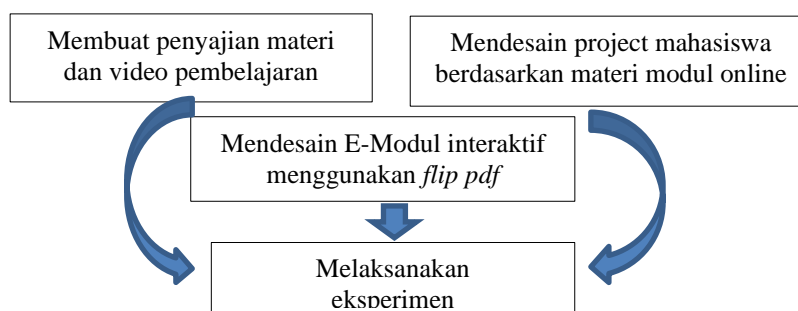 Membuat penyajian materi
dan video pembelajaran
Mendesain project mahasiswa
berdasarkan materi modul online
Mendesain E-Modul interaktif
menggunakan flip pdf
Melaksanakan
eksperimen